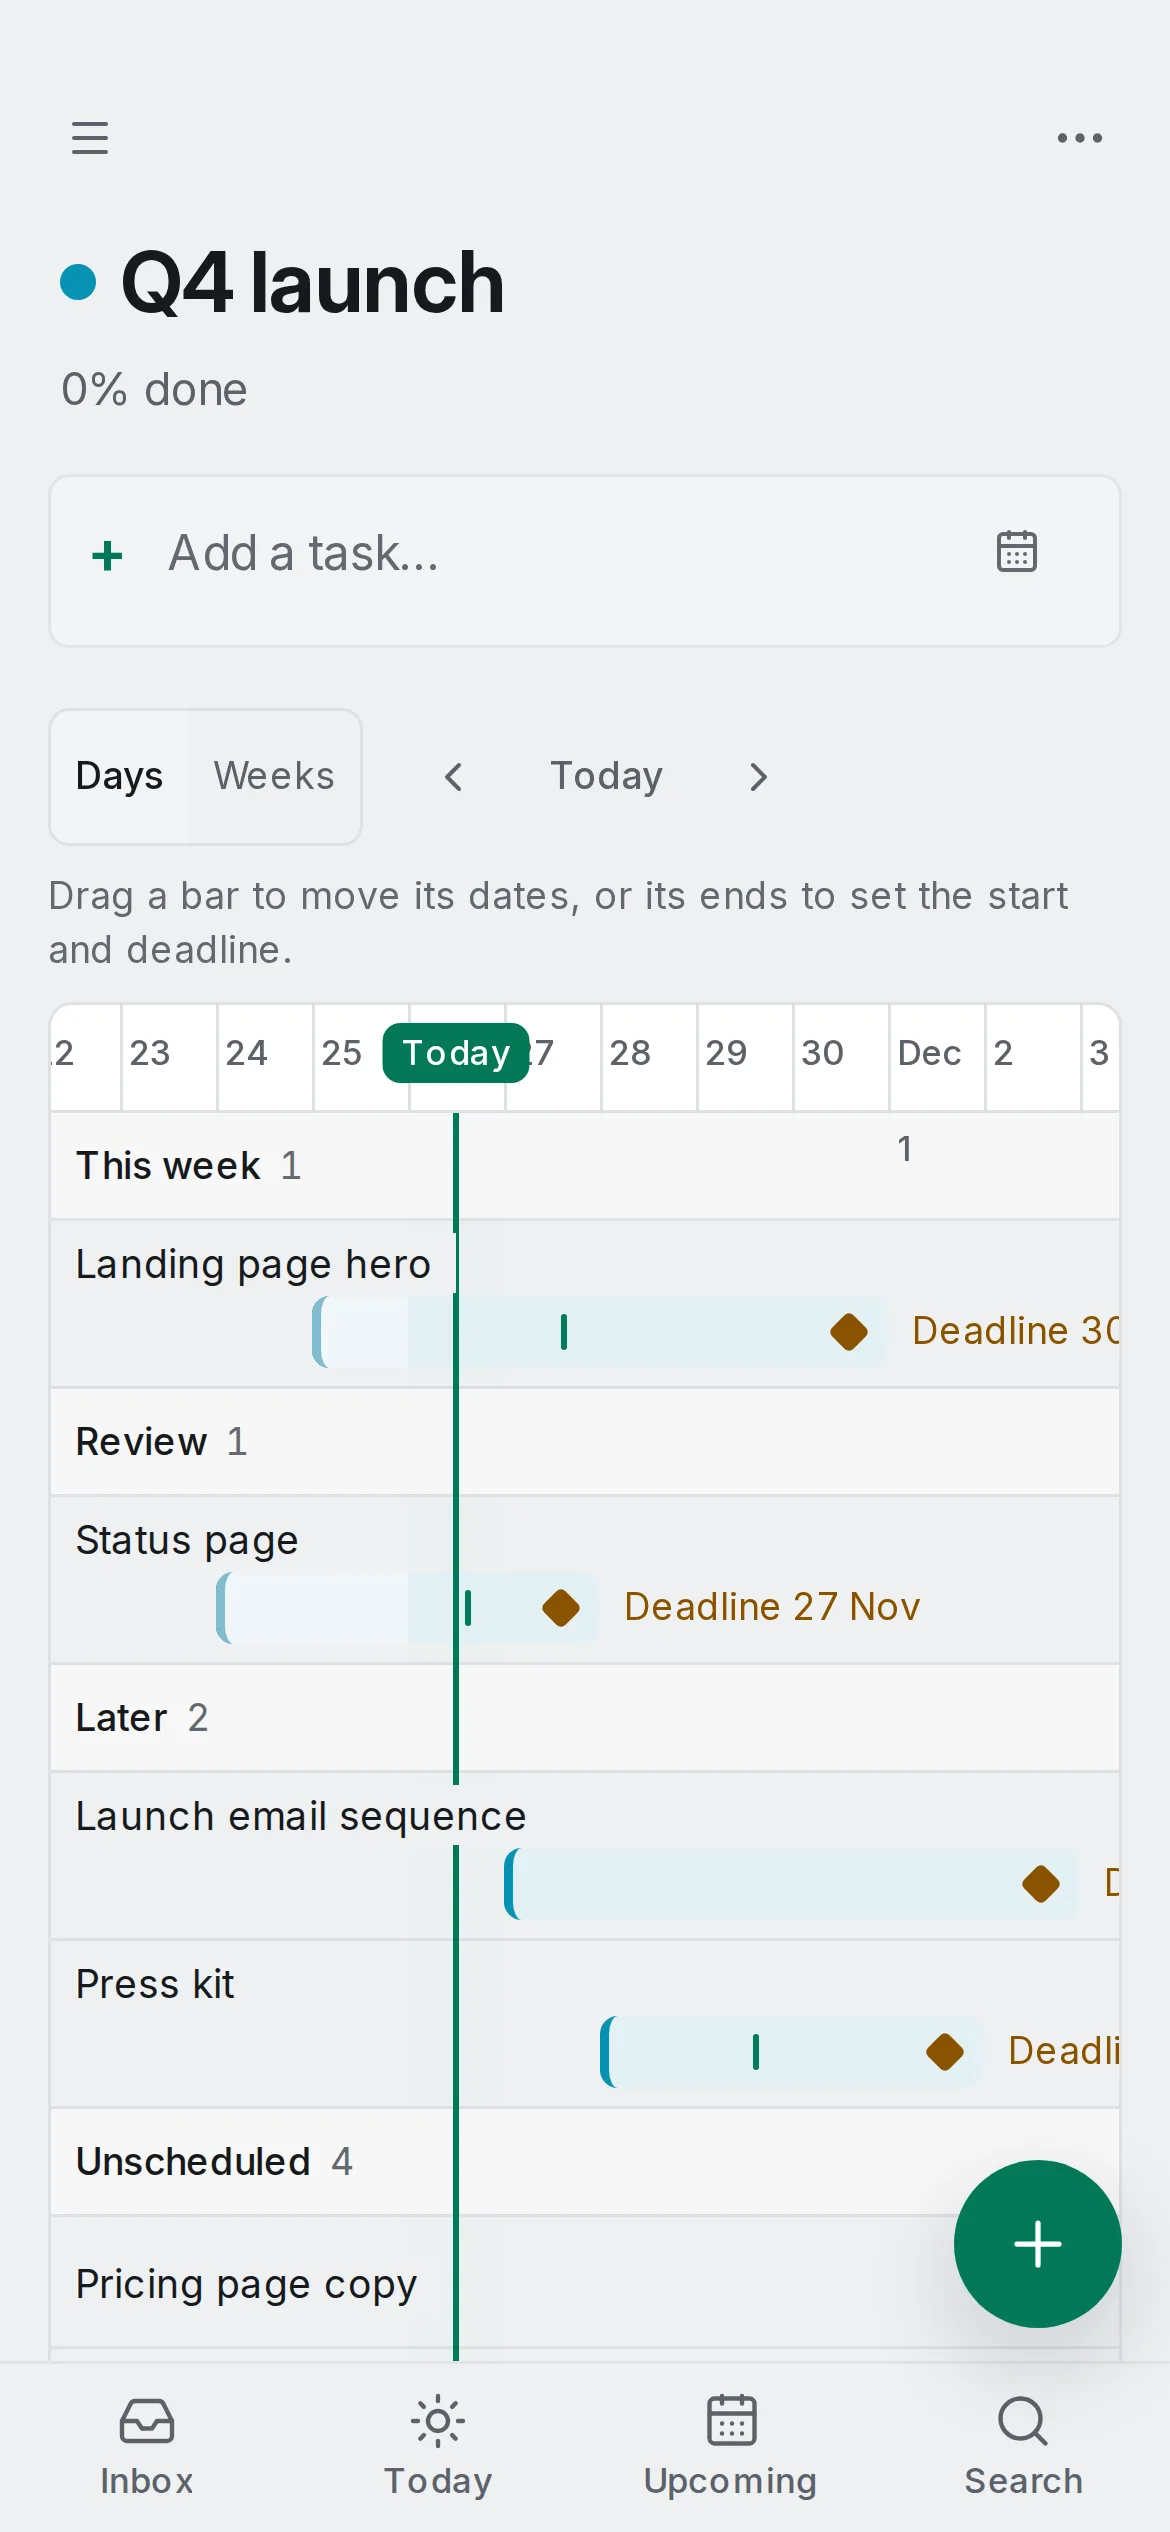 Q4 launch
0% done
Add a task...
Days Weeks Today
Drag a bar to move its dates, or its ends to set the start
and deadline.
23 24 25 Today 28 29 30 Dec 2 3
1
This week 1
Landing page hero
Deadline 30
Review 1
Status page
Deadline 27 Nov
Later 2
Launch email sequence
Press kit
Unscheduled 4
Pricing page copy
Inbox Today Upcoming Search